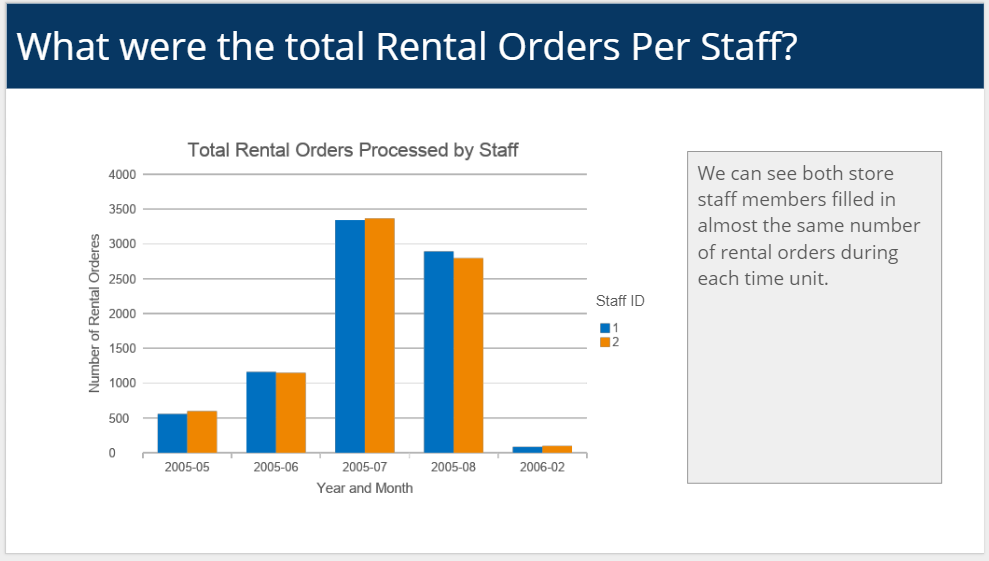 What were the total Rental Orders Per Staff?
Total Rental Orders Processed by Staff
4000
3500
3000
2500
2000
1500
1000
500
0
Number of Rental Orderes
2005-05
2005-06
2005-07
2005-08
2006-02
Year and Month
Staff ID
1
2
We can see both store
staff members filled in
almost the same number
of rental orders during
each time unit.